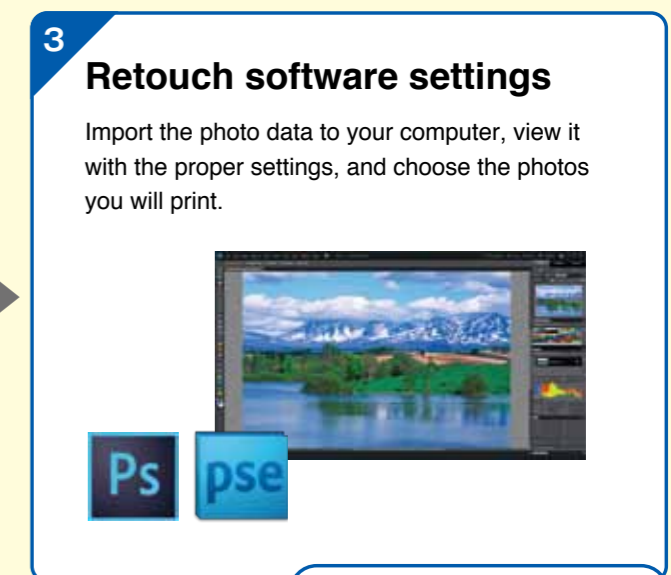 3
Retouch software settings
Import the photo data to your computer, view it
with the proper settings, and choose the photos
you will print.
Ps
pse